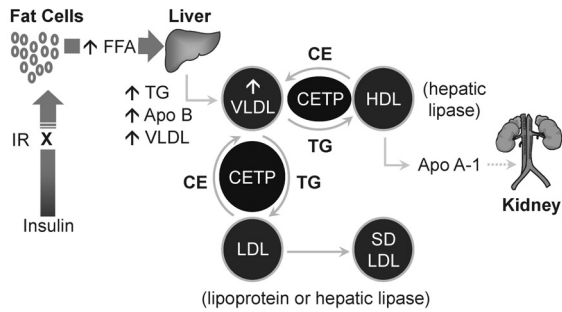 Fat Cells
Liver
↑ FFA
↑ TG
↑ Apo B
↑ VLDL
IR X
Insulin
CE
↑
VLDL
CETP
HDL
(hepatic
lipase)
TG
Apo A-1
Kidney
CE
CETP
TG
LDL
SD
LDL
(lipoprotein or hepatic lipase)